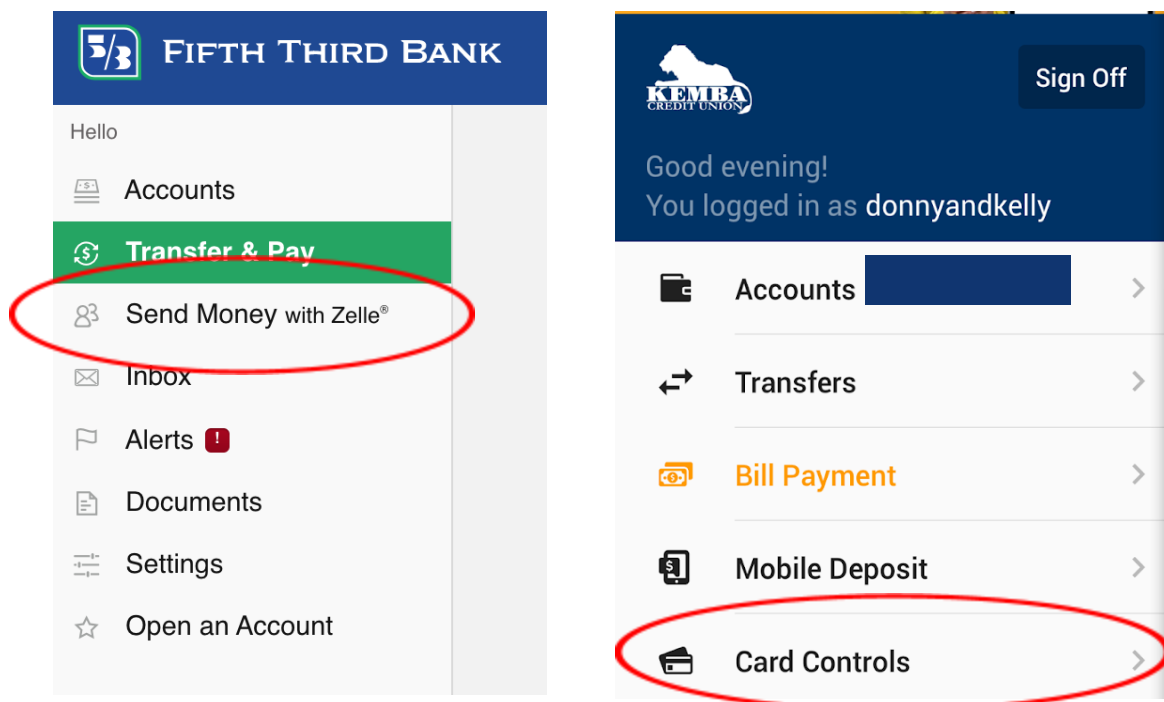 5/3 FIFTH THIRD BANK
Hello
Accounts
Transfer & Pay
Send Money with Zelle®
Inbox
Alerts !
Documents
Settings
Open an Account
KEMBA
CREDIT UNION
Sign Off
Good evening!
You logged in as donnyandkelly
Accounts
Transfers
Bill Payment
Mobile Deposit
Card Controls